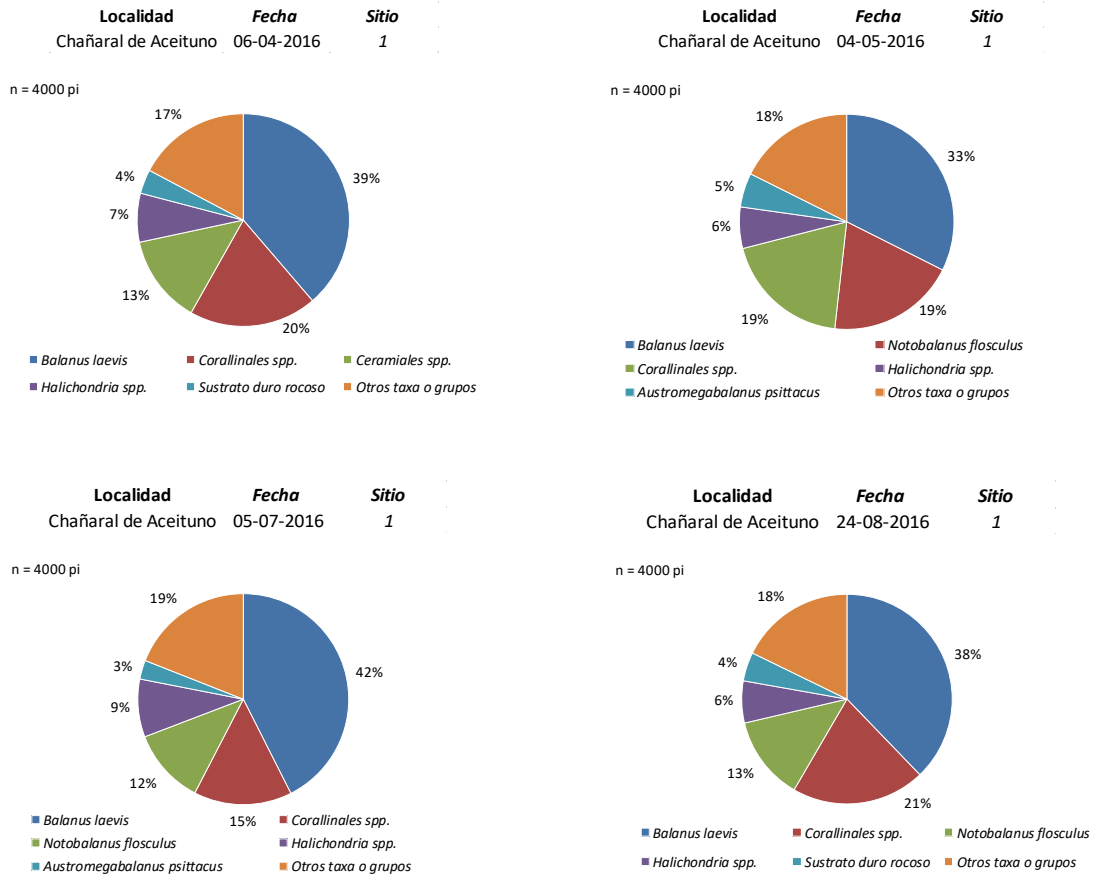 Localidad Fecha Sitio
Chañaral de Aceituno 06-04-2016 1
n = 4000 pi
17%
39%
4%
7%
13%
20%
Balanus laevis Corallinales spp. Ceramiales spp.
Halichondria spp. Sustrato duro rocoso Otros taxa o grupos
Localidad Fecha Sitio
Chañaral de Aceituno 04-05-2016 1
n = 4000 pi
18%
33%
5%
6%
19%
19%
Balanus laevis Notobalanus flosculus
Corallinales spp. Halichondria spp.
Austromegabalanus psittacus Otros taxa o grupos
Localidad Fecha Sitio
Chañaral de Aceituno 05-07-2016 1
n = 4000 pi
19%
42%
3%
9%
12%
15%
Balanus laevis Corallinales spp.
Notobalanus flosculus Halichondria spp.
Austromegabalanus psittacus Otros taxa o grupos
Localidad Fecha Sitio
Chañaral de Aceituno 24-08-2016 1
n = 4000 pi
18%
38%
4%
6%
13%
21%
Balanus laevis Corallinales spp. Notobalanus flosculus
Halichondria spp. Sustrato duro rocoso Otros taxa o grupos